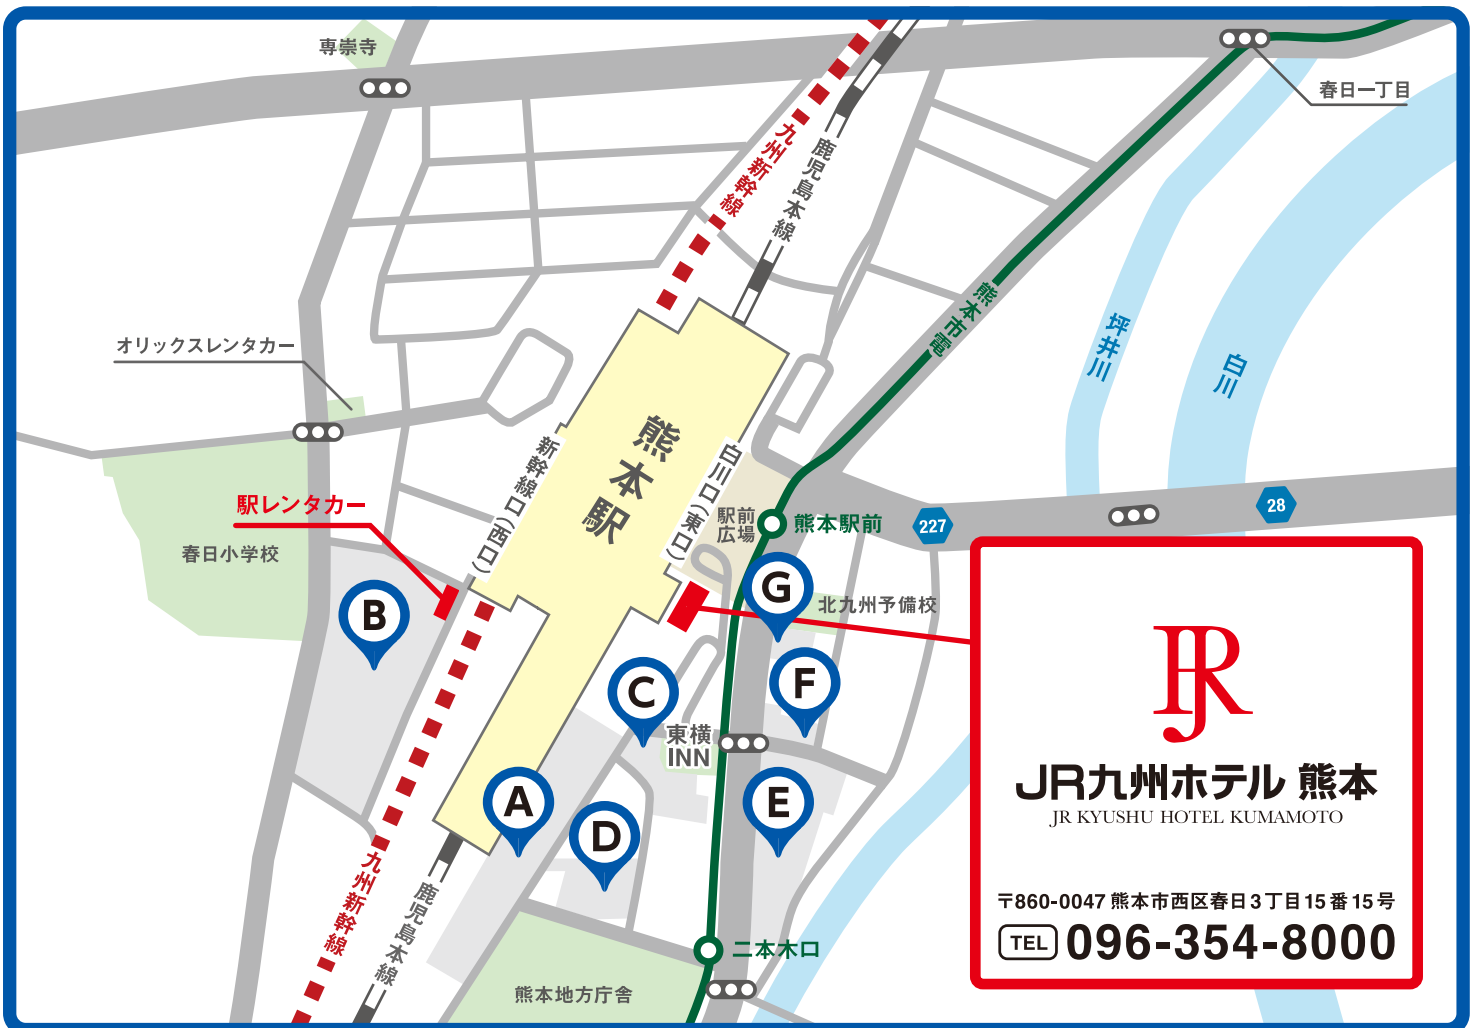 専崇寺
春日一丁目
九州新幹線
鹿児島本線
熊本市電
坪井川
白川
オリックスレンタカー
熊本駅
新幹線口(西口)
白川口(東口)
駅前
広場
熊本駅前
227
28
駅レンタカー
春日小学校
B
G
北九州予備校
C
F
東横
INN
A
D
E
九州新幹線
鹿児島本線
二本木口
熊本地方庁舎
JR
JR九州ホテル 熊本
JR KYUSHU HOTEL KUMAMOTO
〒860-0047 熊本市西区春日3丁目15番15号
TEL 096-354-8000